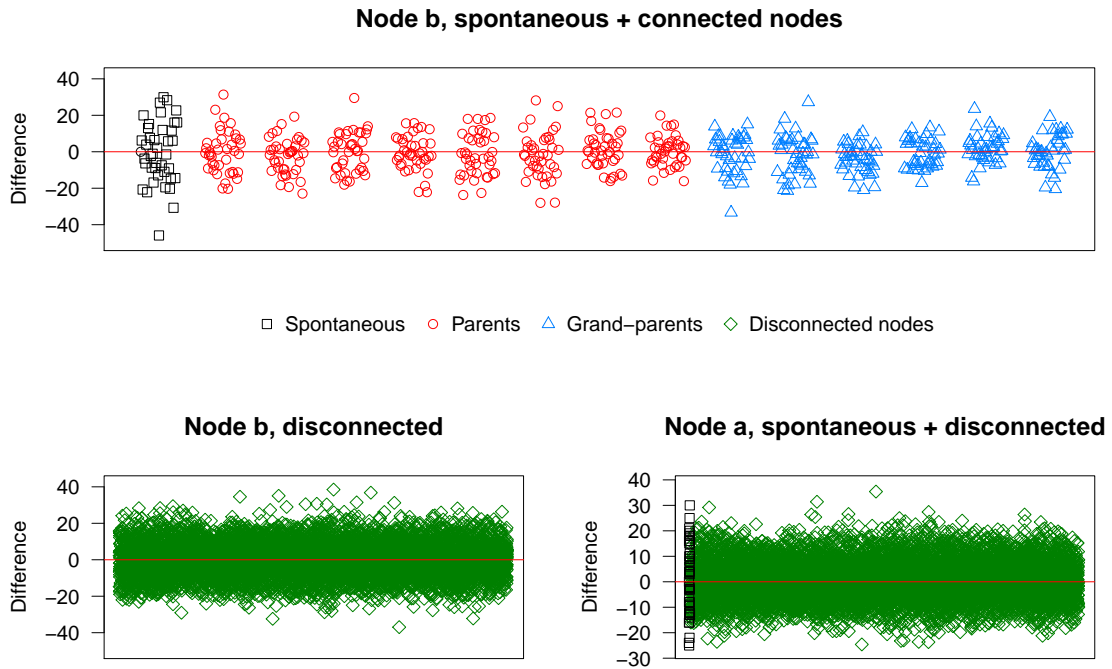 Node b, spontaneous + connected nodes
Difference
40
20
0
−20
−40
Spontaneous Parents Grand−parents Disconnected nodes
Node b, disconnected
Difference
40
20
0
−20
−40
Node a, spontaneous + disconnected
Difference
40
30
20
10
0
−10
−20
−30